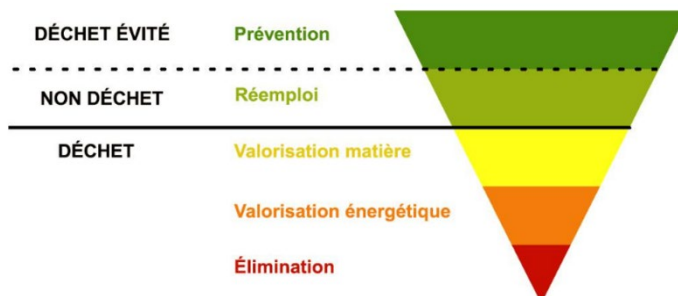 DÉCHET ÉVITÉ Prévention
NON DÉCHET Réemploi
DÉCHET Valorisation matière
Valorisation énergétique
Élimination